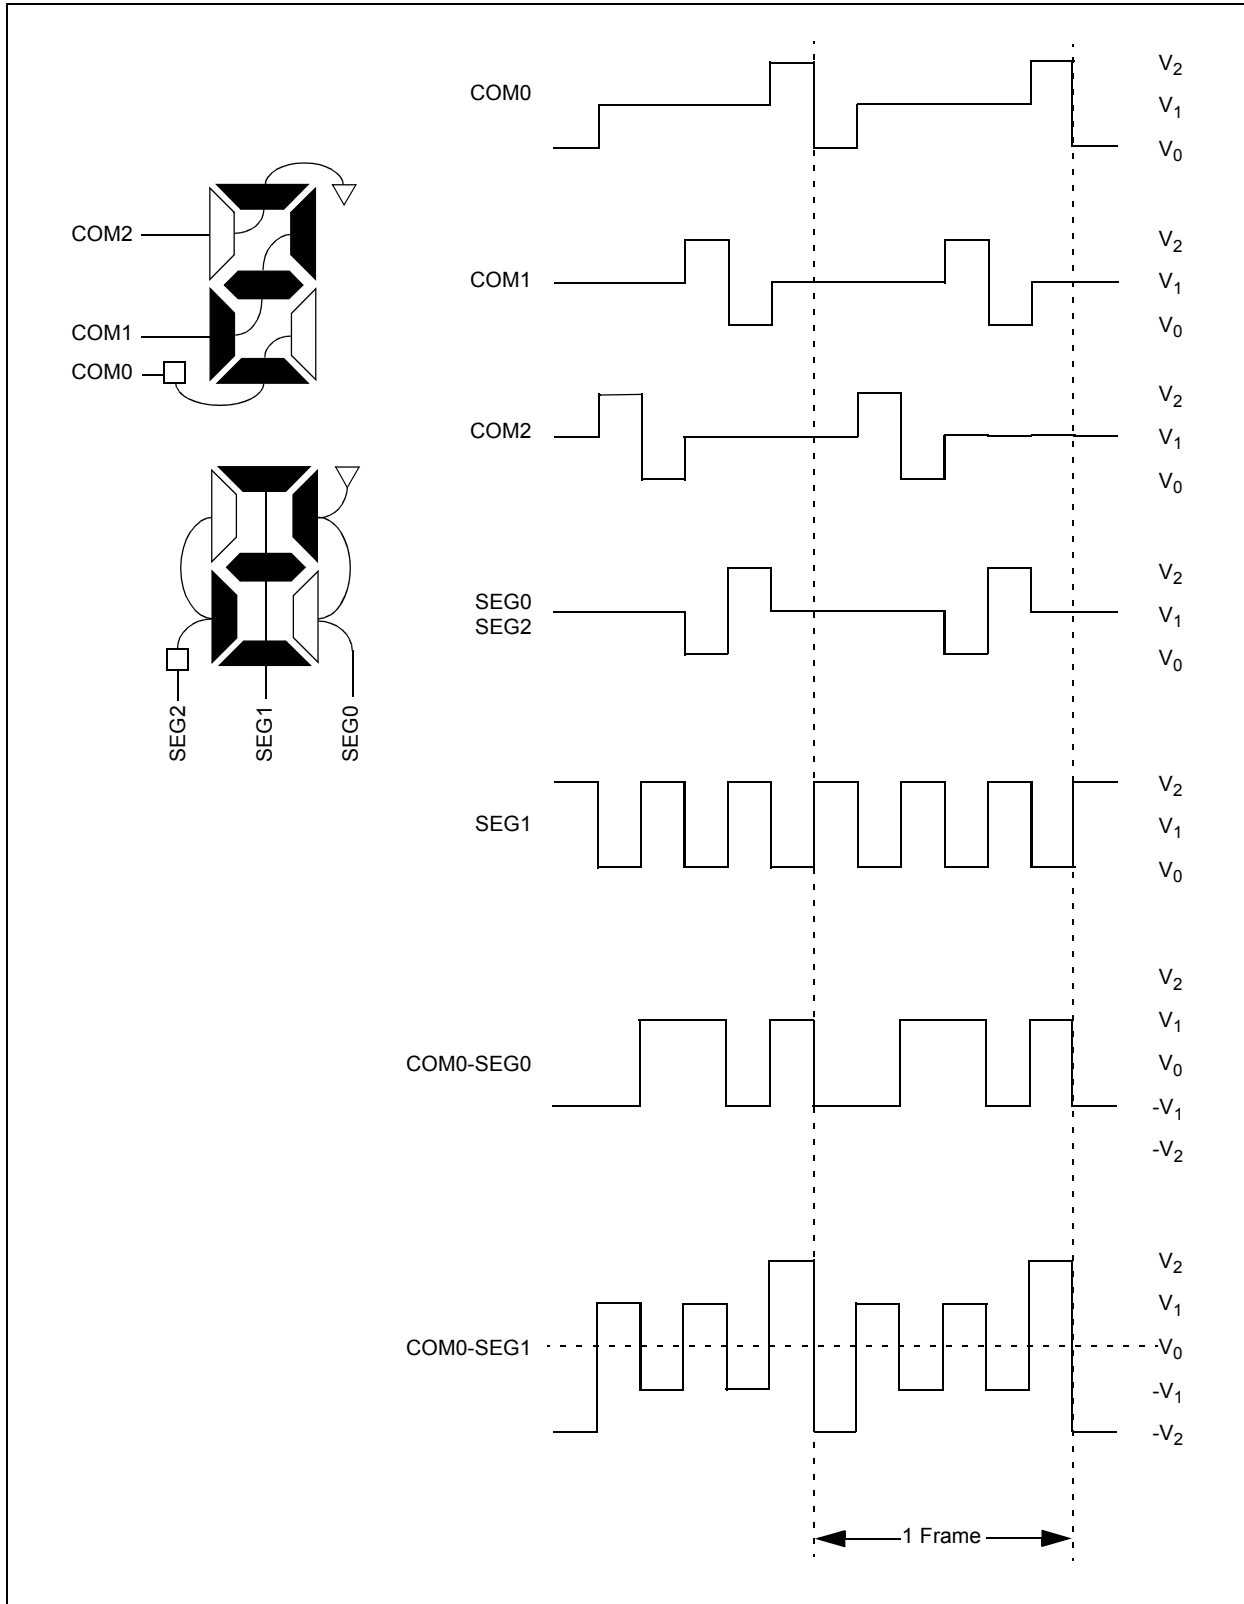 COM0
V2
V1
V0
COM2
COM1
COM0
COM1
V2
V1
V0
COM2
V2
V1
V0
SEG0
SEG2
V2
V1
V0
SEG2
SEG1
SEG0
SEG1
V2
V1
V0
COM0-SEG0
V2
V1
V0
-V1
-V2
COM0-SEG1
V2
V1
V0
-V1
-V2
1 Frame